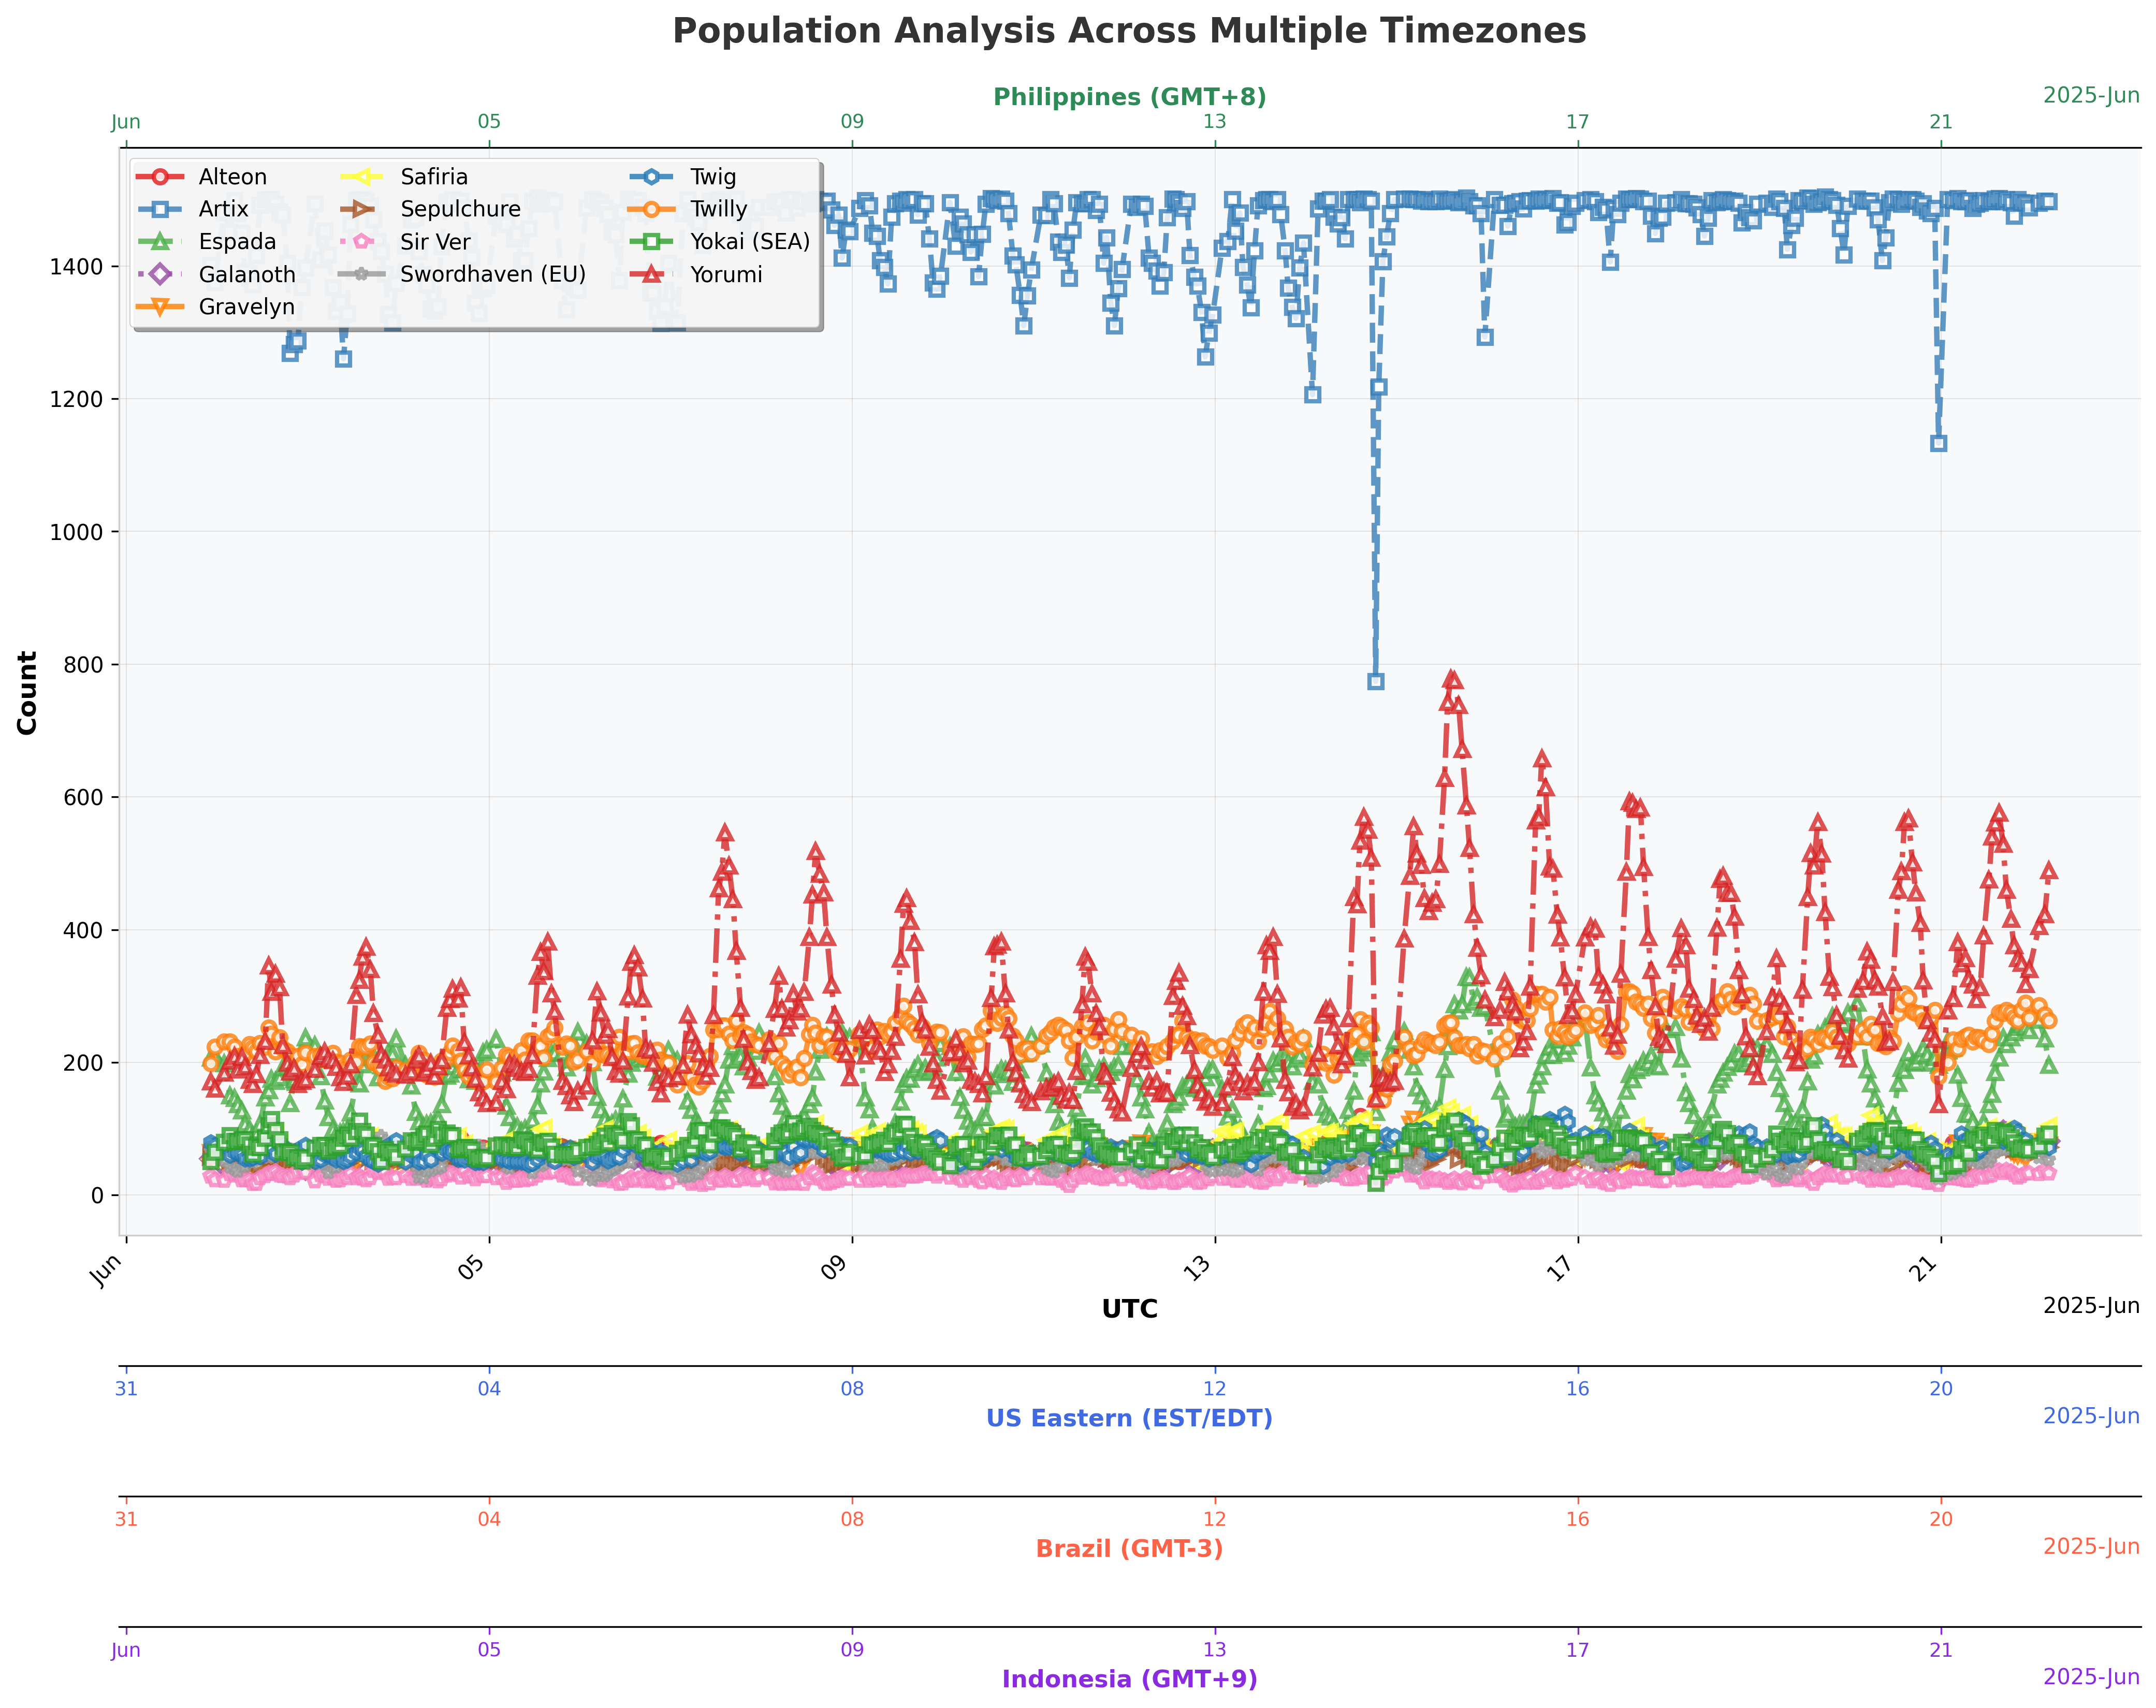 Population Analysis Across Multiple Timezones
Philippines (GMT+8)
2025-Jun
Jun 05 09 13 17 21
Alteon Safiria Twig
Artix Sepulchure Twilly
Espada Sir Ver Yokai (SEA)
Galanoth Swordhaven (EU) Yorumi
Gravelyn
1400
1200
1000
800
600
400
200
0
Count
Jun 05 09 13 17 21
UTC
2025-Jun
31 04 08 12 16 20
US Eastern (EST/EDT)
2025-Jun
31 04 08 12 16 20
Brazil (GMT-3)
2025-Jun
Jun 05 09 13 17 21
Indonesia (GMT+9)
2025-Jun